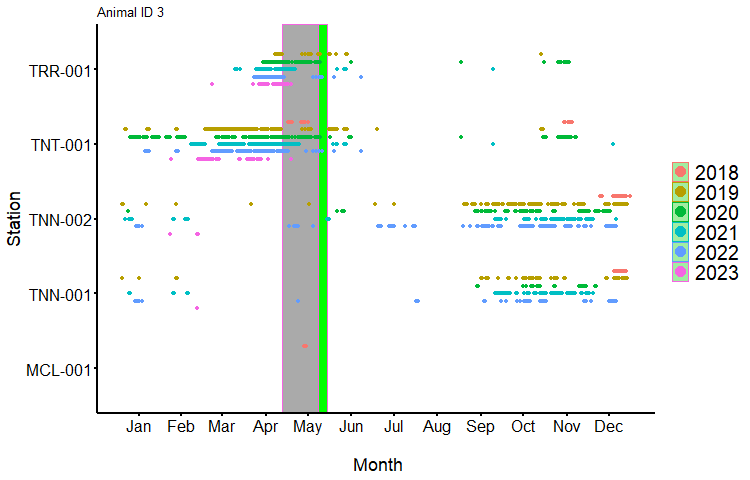 Animal ID 3
Station
TRR-001
TNT-001
TNN-002
TNN-001
MCL-001
Jan Feb Mar Apr May Jun Jul Aug Sep Oct Nov Dec
Month
2018
2019
2020
2021
2022
2023